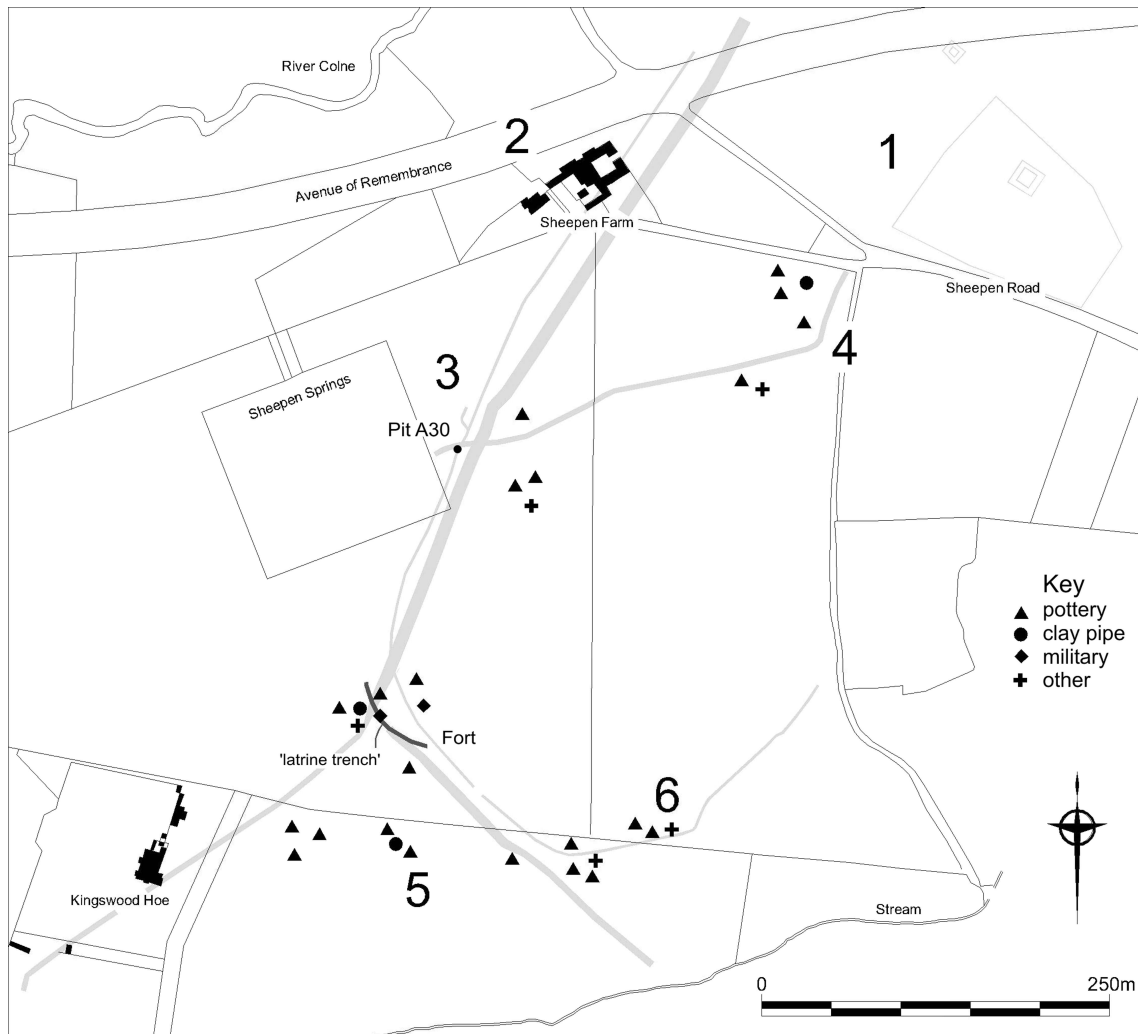 River Colne
2
1
Avenue of Remembrance
Sheepen Farm
Sheepen Road
4
3
Sheepen Springs
Pit A30
Key
pottery
clay pipe
military
other
Fort
'latrine trench'
6
5
Kingswood Hoe
Stream
0 250m